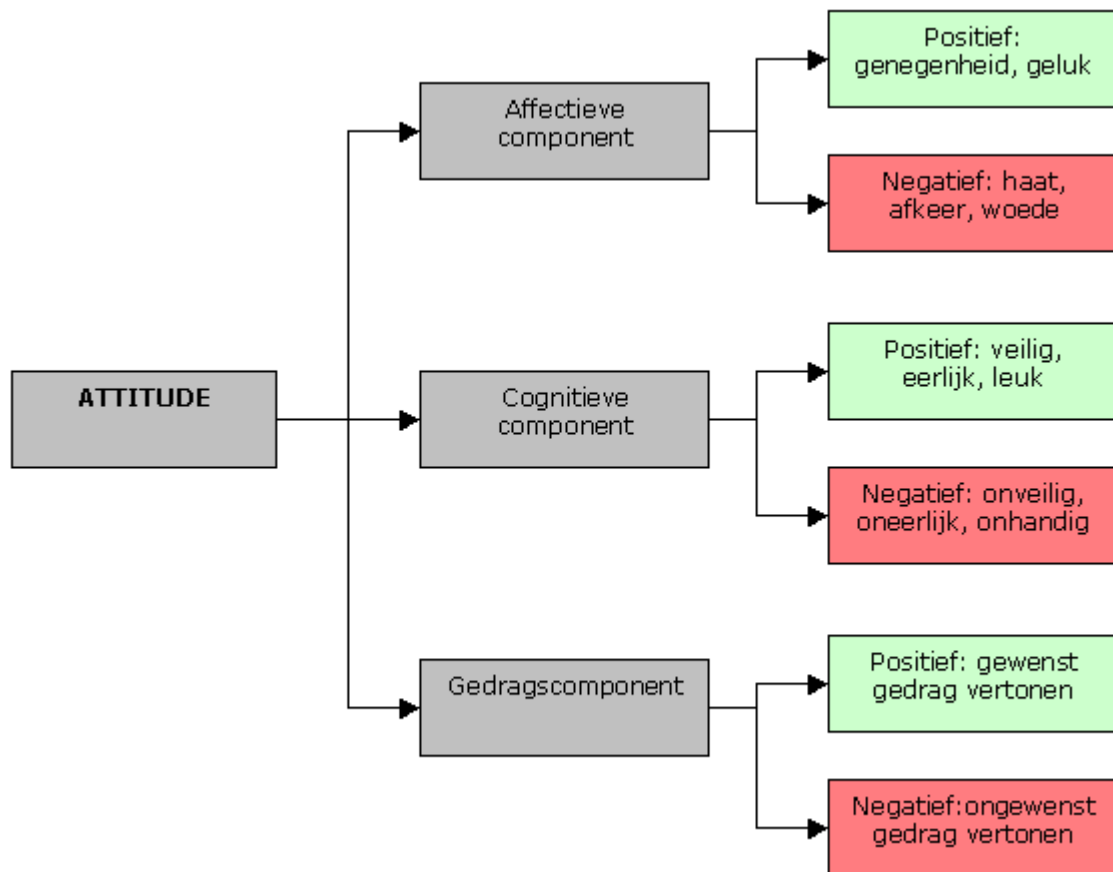 Positief:
genegenheid, geluk
Affectieve
component
Negatief: haat,
afkeer, woede
Positief: veilig,
eerlijk, leuk
ATTITUDE
Cognitieve
component
Negatief: onveilig,
oneerlijk, onhandig
Positief: gewenst
gedrag vertonen
Gedragscomponent
Negatief:ongewenst
gedrag vertonen